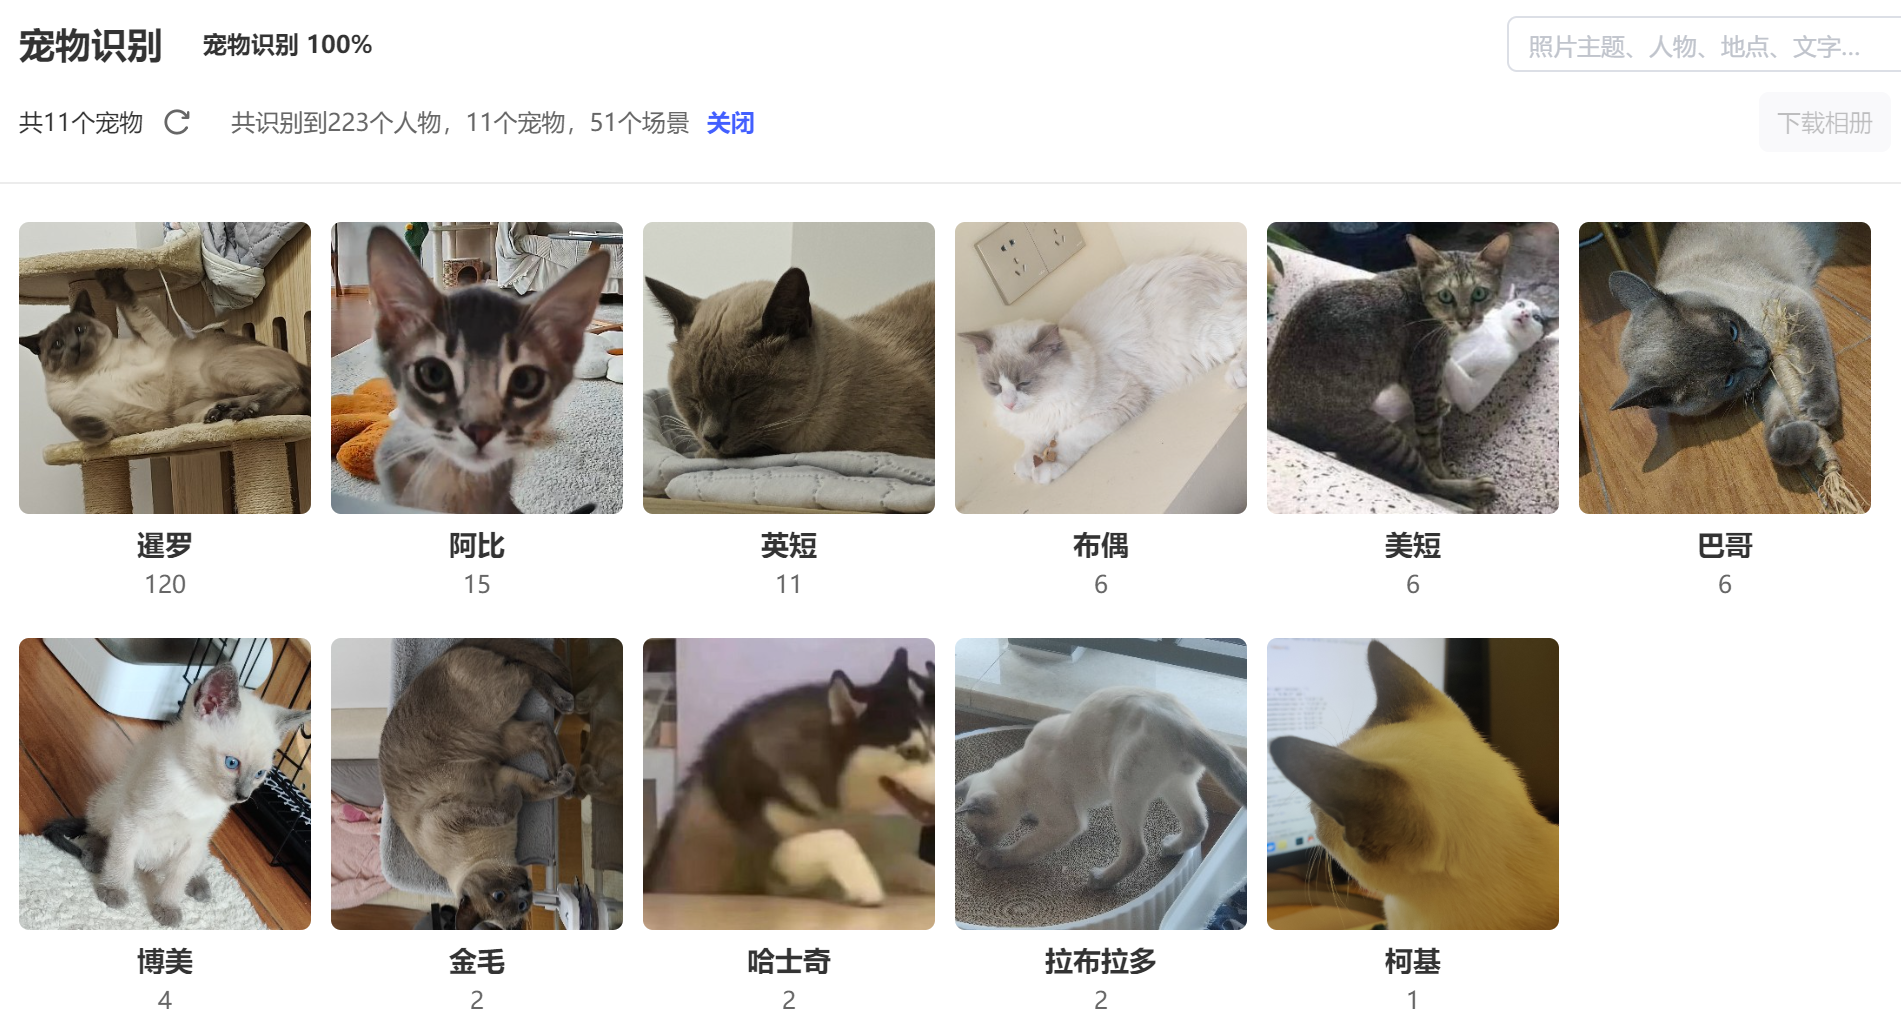 宠物识别 宠物识别 100%
照片主题、人物、地点、文字...
共11个宠物 共识别到223个人物，11个宠物，51个场景 关闭
下载相册
暹罗 阿比 英短 布偶 美短 巴哥
120 15 11 6 6 6
博美 金毛 哈士奇 拉布拉多 柯基
4 2 2 2 1